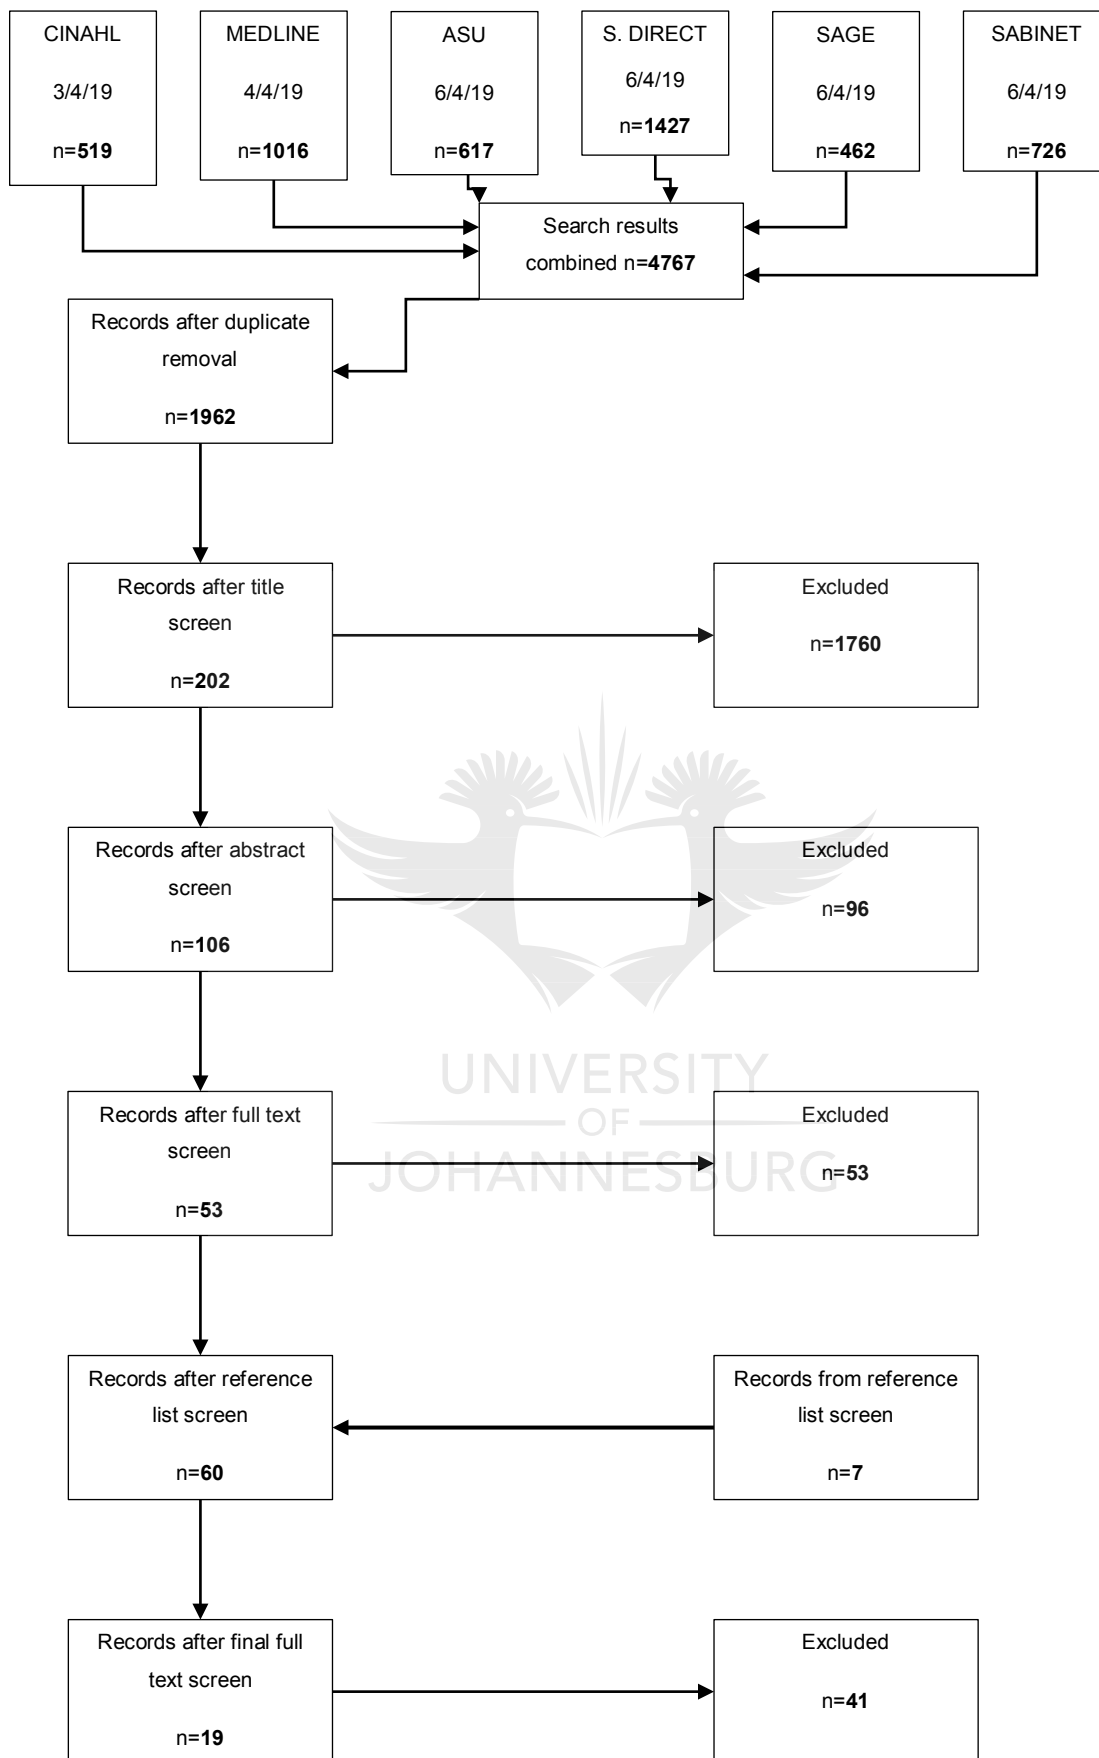 CINAHL
3/4/19
n=519
MEDLINE
4/4/19
n=1016
ASU
6/4/19
n=617
S. DIRECT
6/4/19
n=1427
SAGE
6/4/19
n=462
SABINET
6/4/19
n=726
Search results
combined n=4767
Records after duplicate
removal
n=1962
Records after title
screen
n=202
Excluded
n=1760
Records after abstract
screen
n=106
Excluded
n=96
UNIVERSITY
OF
JOHANNESBURG
Records after full text
screen
n=53
Excluded
n=53
Records after reference
list screen
n=60
Records from reference
list screen
n=7
Records after final full
text screen
n=19
Excluded
n=41